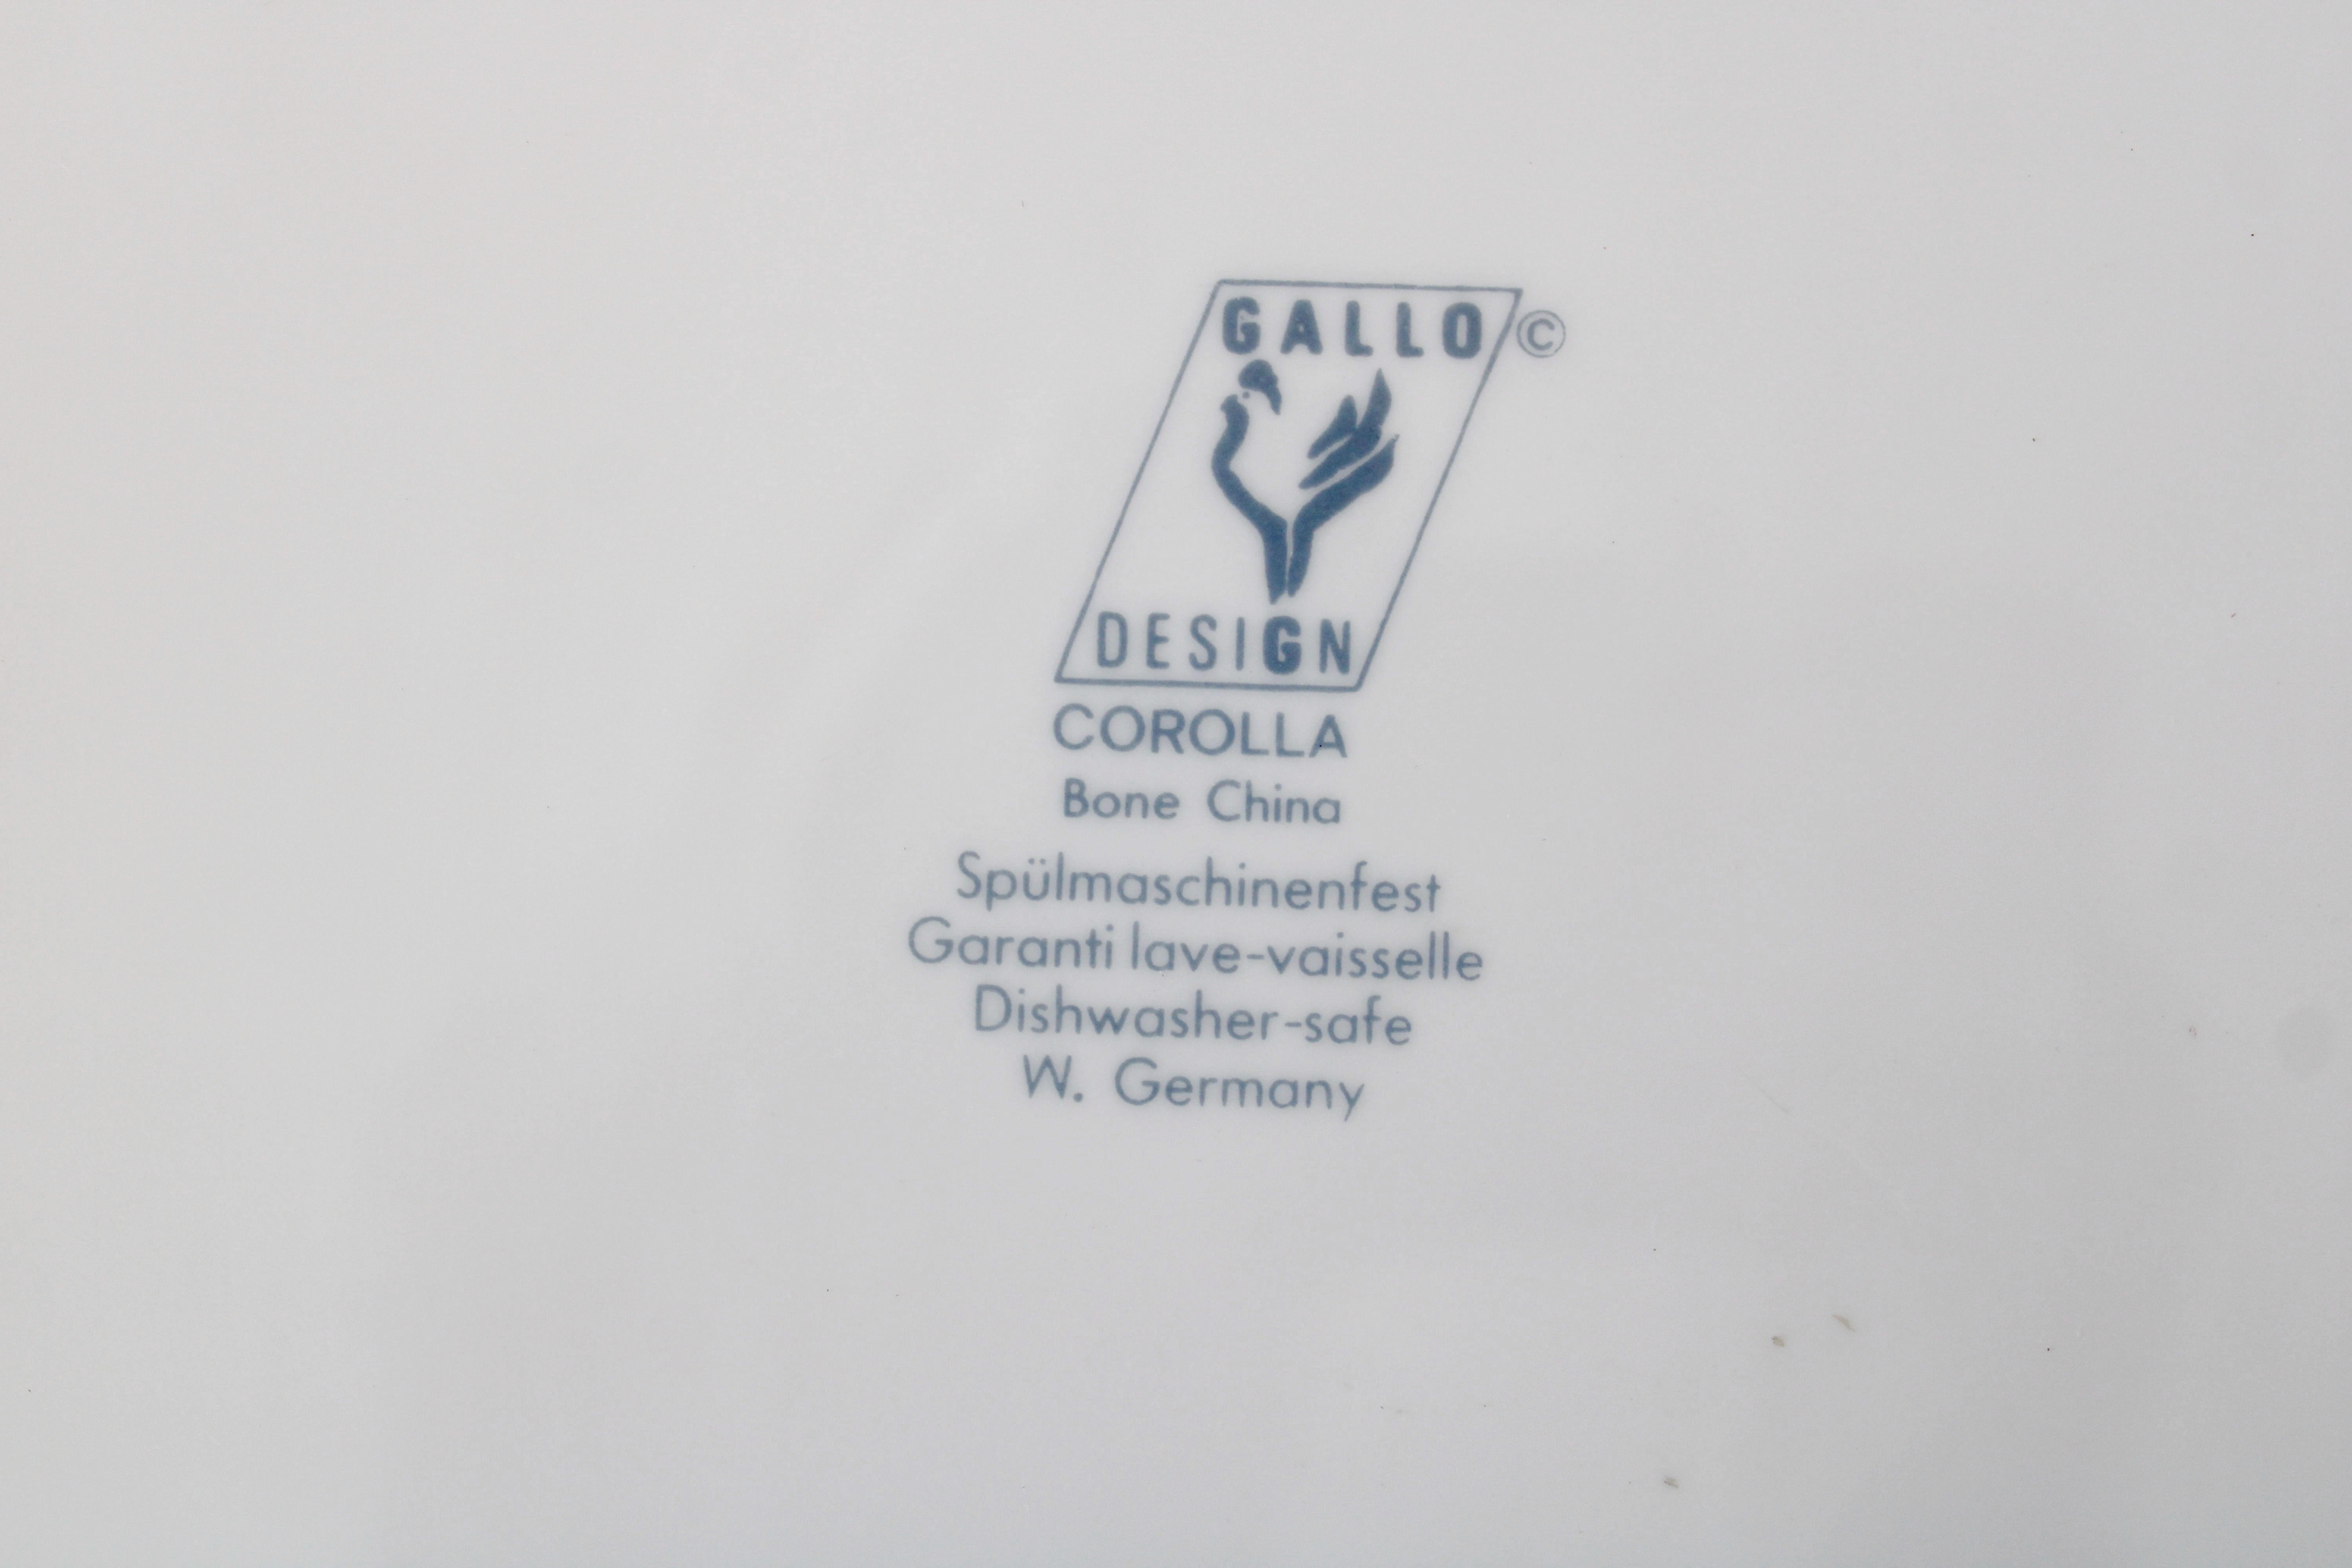 GALLO ©
DESIGN
COROLLA
Bone China
Spülmaschinenfest
Garanti lave-vaisselle
Dishwasher-safe
W. Germany